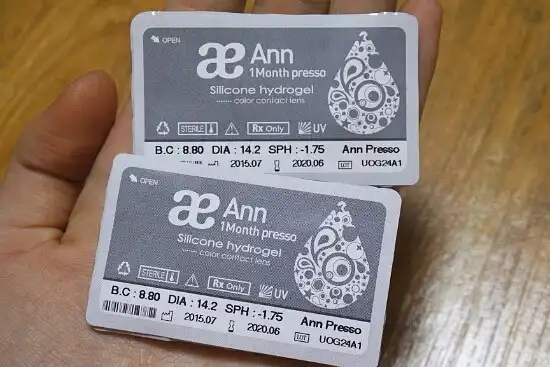 OPEN
æ Ann
1Month presso
Silicone hydrogel
color contact lens
STERILE Rx Only UV
B.C : 8.80 DIA : 14.2 SPH : -1.75 Ann Presso
2015.07 2020.06 LOT UOG24A1
OPEN
æ Ann
1Month presso
Silicone hydrogel
color contact lens
STERILE Rx Only UV
B.C : 8.80 DIA : 14.2 SPH : -1.75 Ann Presso
2015.07 2020.06 LOT UOG24A1